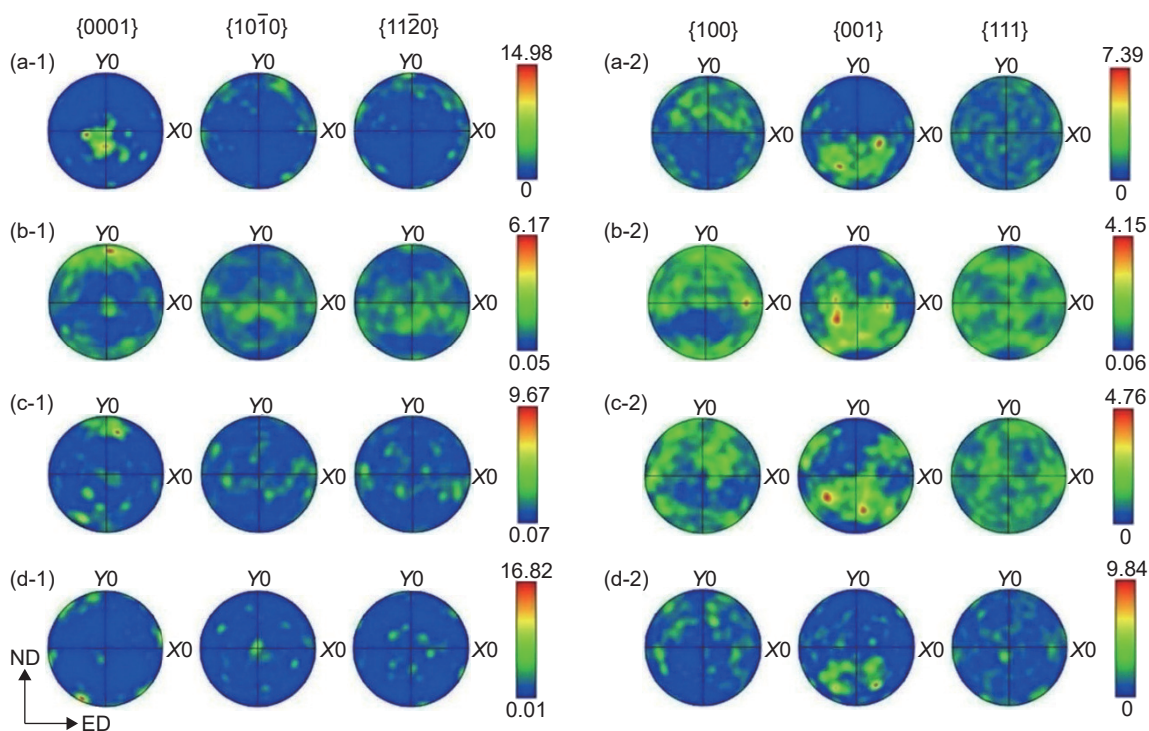 {0001} {101̄0} {112̄0} {100} {001} {111}
(a-1) Y0 Y0 Y0 14.98 (a-2) Y0 Y0 Y0 7.39
X0 X0 X0 X0 X0 X0
0 0
(b-1) Y0 Y0 Y0 6.17 (b-2) Y0 Y0 Y0 4.15
X0 X0 X0 X0 X0 X0
0.05 0.06
(c-1) Y0 Y0 Y0 9.67 (c-2) Y0 Y0 Y0 4.76
X0 X0 X0 X0 X0 X0
0.07 0
(d-1) Y0 Y0 Y0 16.82 (d-2) Y0 Y0 Y0 9.84
ND X0 X0 X0 X0 X0 X0
ED 0.01 0